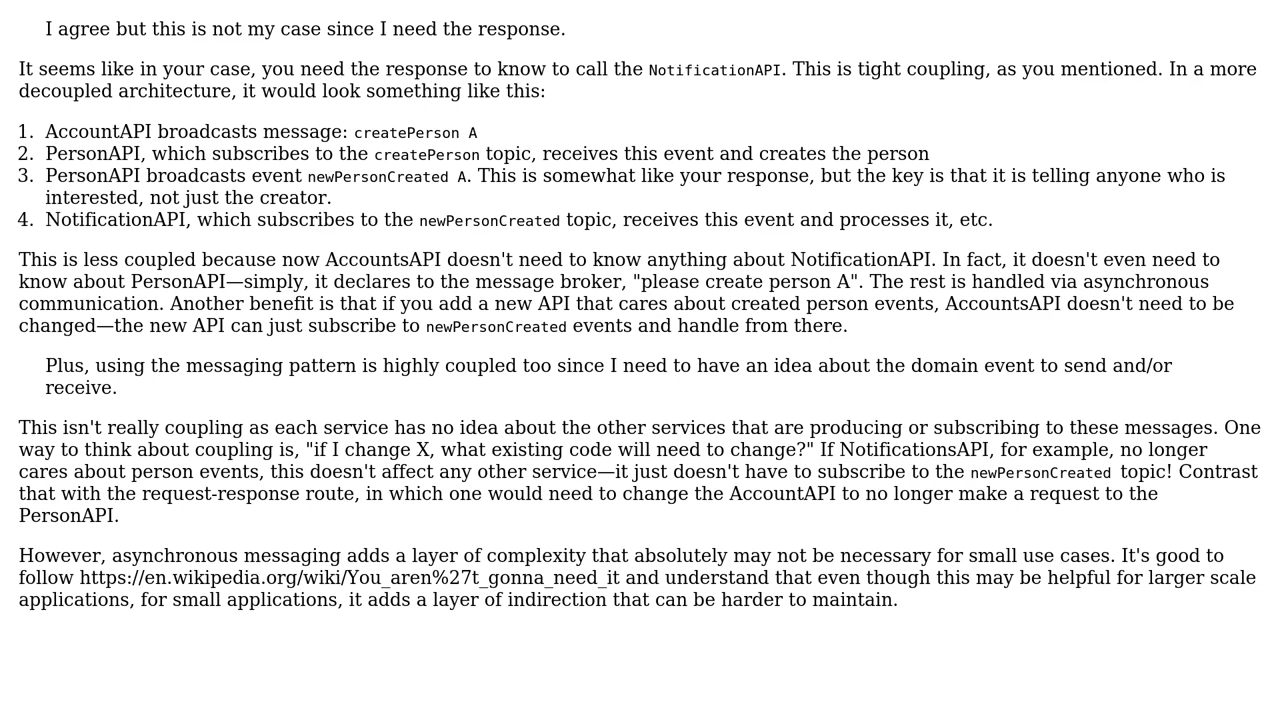 I agree but this is not my case since I need the response.
It seems like in your case, you need the response to know to call the NotificationAPI. This is tight coupling, as you mentioned. In a more
decoupled architecture, it would look something like this:
1. AccountAPI broadcasts message: createPerson A
2. PersonAPI, which subscribes to the createPerson topic, receives this event and creates the person
3. PersonAPI broadcasts event newPersonCreated A. This is somewhat like your response, but the key is that it is telling anyone who is
interested, not just the creator.
4. NotificationAPI, which subscribes to the newPersonCreated topic, receives this event and processes it, etc.
This is less coupled because now AccountsAPI doesn't need to know anything about NotificationAPI. In fact, it doesn't even need to
know about PersonAPI—simply, it declares to the message broker, "please create person A". The rest is handled via asynchronous
communication. Another benefit is that if you add a new API that cares about created person events, AccountsAPI doesn't need to be
changed—the new API can just subscribe to newPersonCreated events and handle from there.
Plus, using the messaging pattern is highly coupled too since I need to have an idea about the domain event to send and/or
receive.
This isn't really coupling as each service has no idea about the other services that are producing or subscribing to these messages. One
way to think about coupling is, "if I change X, what existing code will need to change?" If NotificationsAPI, for example, no longer
cares about person events, this doesn't affect any other service—it just doesn't have to subscribe to the newPersonCreated topic! Contrast
that with the request-response route, in which one would need to change the AccountAPI to no longer make a request to the
PersonAPI.
However, asynchronous messaging adds a layer of complexity that absolutely may not be necessary for small use cases. It's good to
follow https://en.wikipedia.org/wiki/You_aren%27t_gonna_need_it and understand that even though this may be helpful for larger scale
applications, for small applications, it adds a layer of indirection that can be harder to maintain.